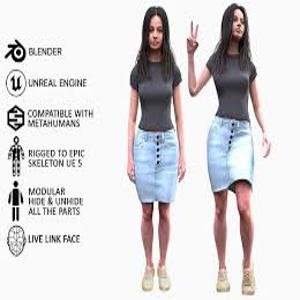 BLENDER
UNREAL ENGINE
COMPATIBLE WITH
METAHUMANS
RIGGED TO EPIC
SKELETON UE 5
MODULAR
HIDE & UNHIDE
ALL THE PARTS
LIVE LINK FACE